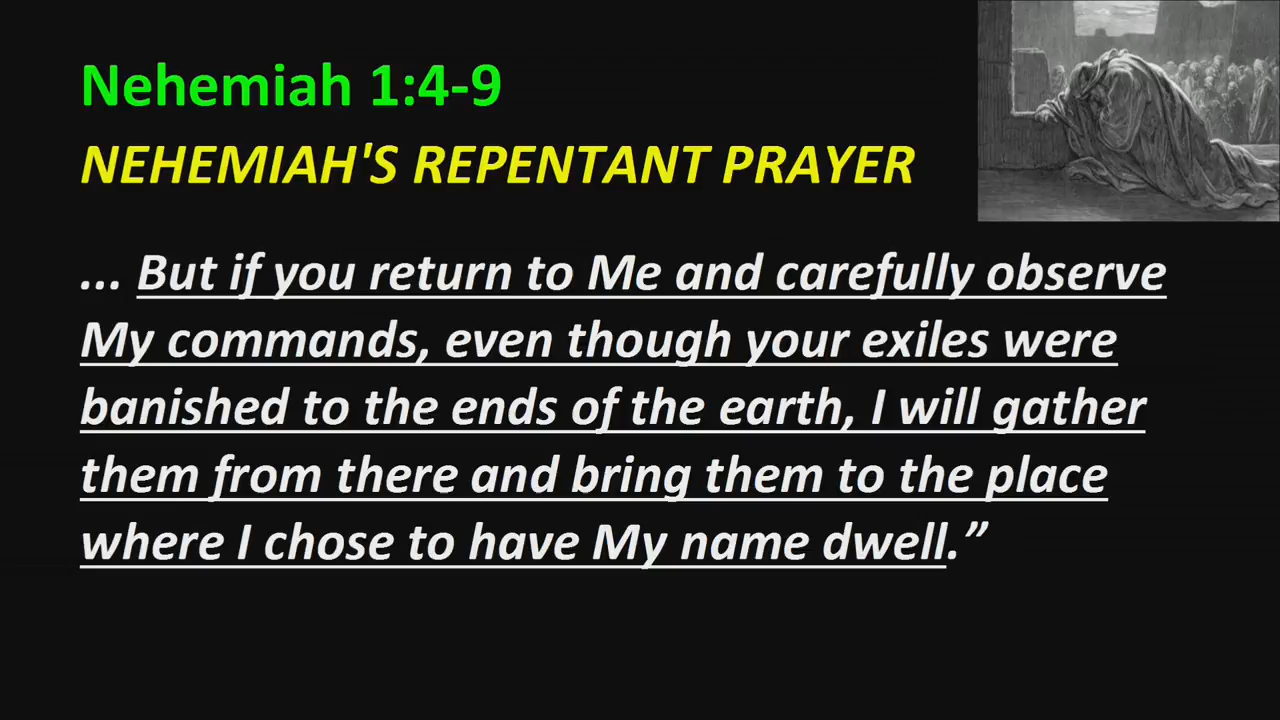 Nehemiah 1:4-9
NEHEMIAH'S REPENTANT PRAYER
... But if you return to Me and carefully observe
My commands, even though your exiles were
banished to the ends of the earth, I will gather
them from there and bring them to the place
where I chose to have My name dwell.”